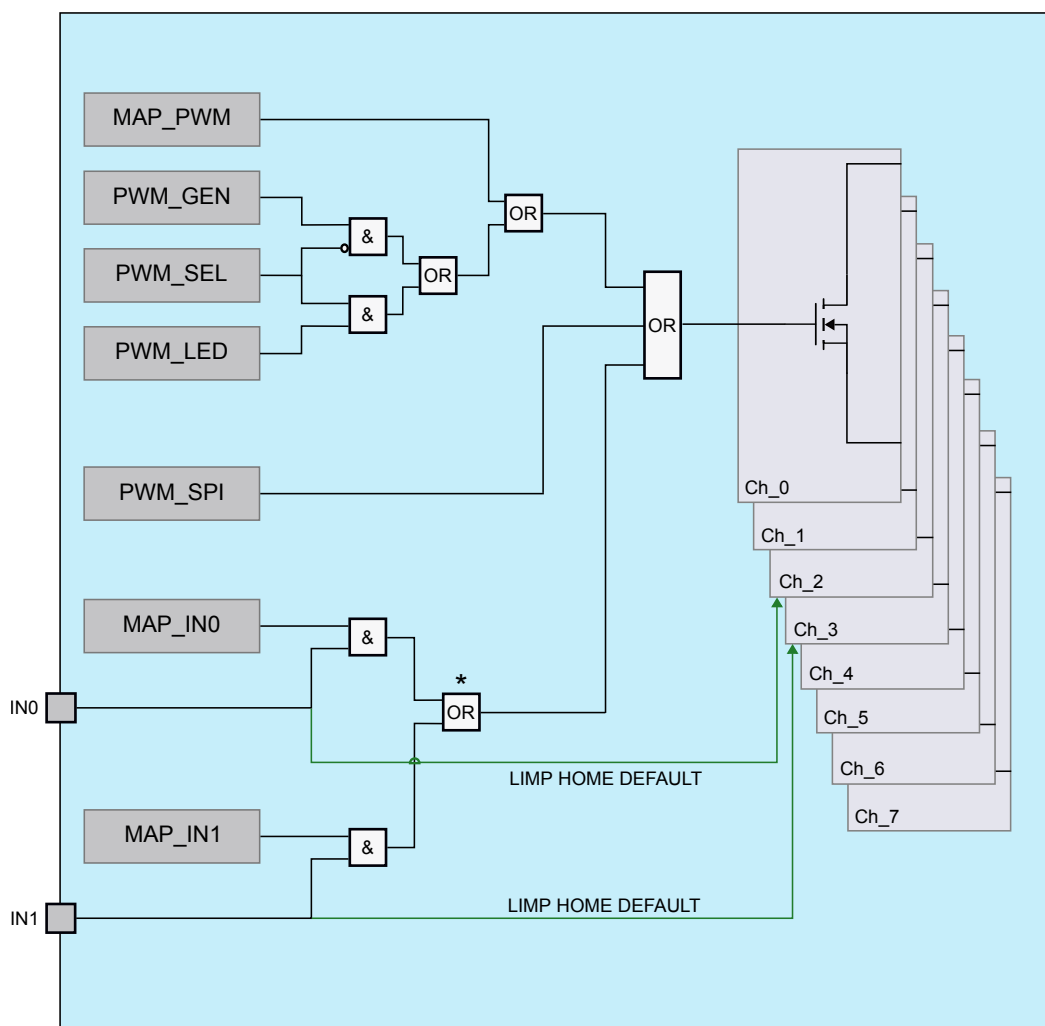 MAP_PWM
PWM_GEN
&
OR
PWM_SEL
OR
&
PWM_LED
OR
PWM_SPI
Ch_0
Ch_1
Ch_2
MAP_IN0
&
Ch_3
Ch_4
*
IN0
OR
Ch_5
Ch_6
LIMP HOME DEFAULT
Ch_7
MAP_IN1
&
IN1
LIMP HOME DEFAULT